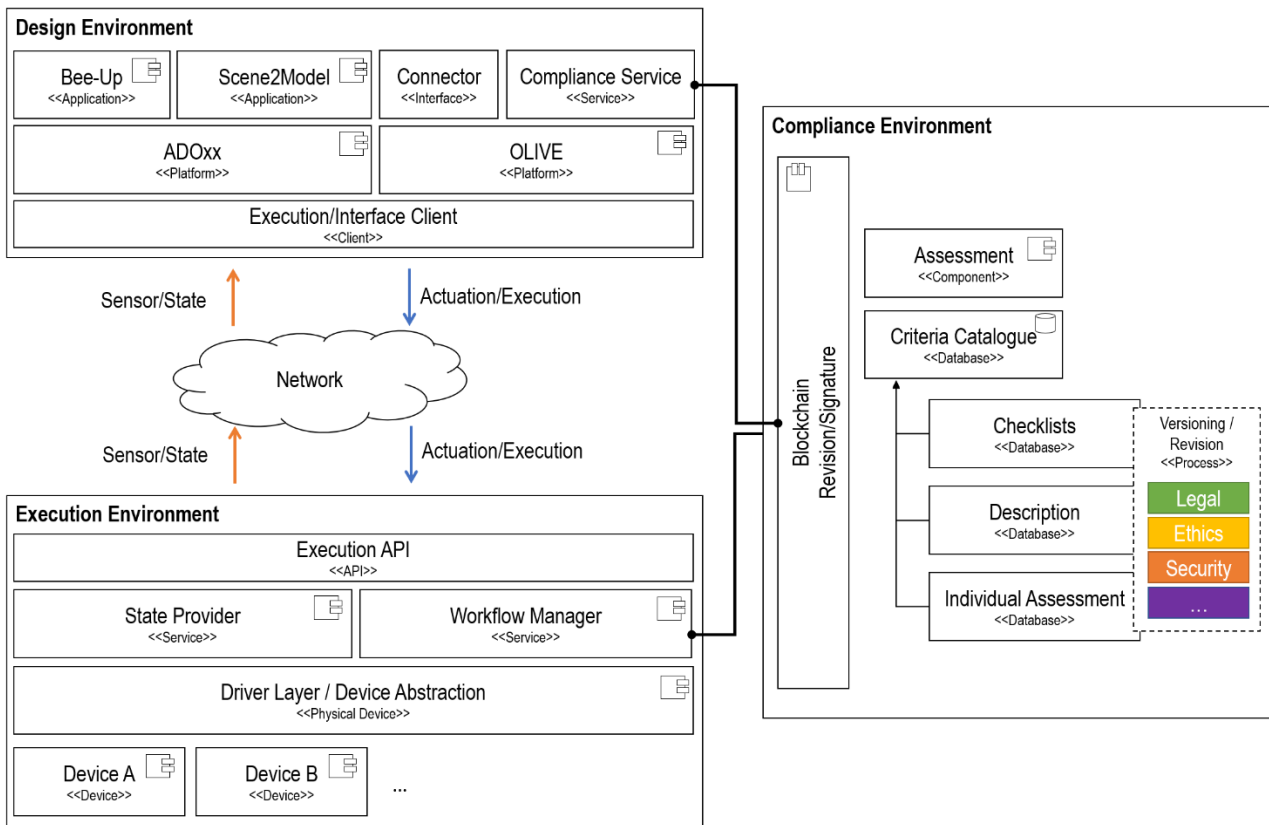 Design Environment
Bee-Up
<<Application>>
Scene2Model
<<Application>>
Connector
<<Interface>>
Compliance Service
<<Service>>
ADOxx
<<Platform>>
OLIVE
<<Platform>>
Execution/Interface Client
<<Client>>
Sensor/State
Actuation/Execution
Network
Sensor/State
Actuation/Execution
Execution Environment
Execution API
<<API>>
State Provider
<<Service>>
Workflow Manager
<<Service>>
Driver Layer / Device Abstraction
<<Physical Device>>
Device A
<<Device>>
Device B
<<Device>>
...
Compliance Environment
Blockchain
Revision/Signature
Assessment
<<Component>>
Criteria Catalogue
<<Database>>
Checklists
<<Database>>
Description
<<Database>>
Individual Assessment
<<Database>>
Versioning /
Revision
<<Process>>
Legal
Ethics
Security
...